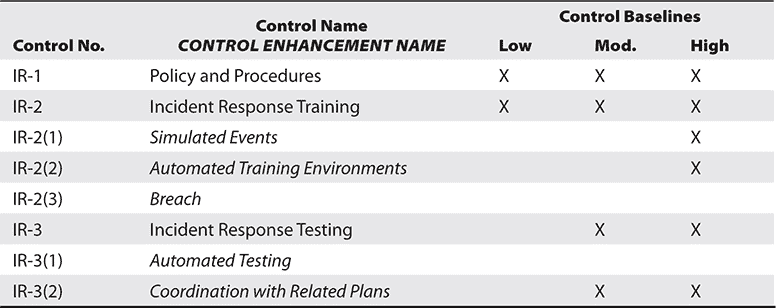 Control Name Control Baselines
Control No. CONTROL ENHANCEMENT NAME Low Mod. High
IR-1 Policy and Procedures X X X
IR-2 Incident Response Training X X X
IR-2(1) Simulated Events X
IR-2(2) Automated Training Environments X
IR-2(3) Breach
IR-3 Incident Response Testing X X
IR-3(1) Automated Testing
IR-3(2) Coordination with Related Plans X X